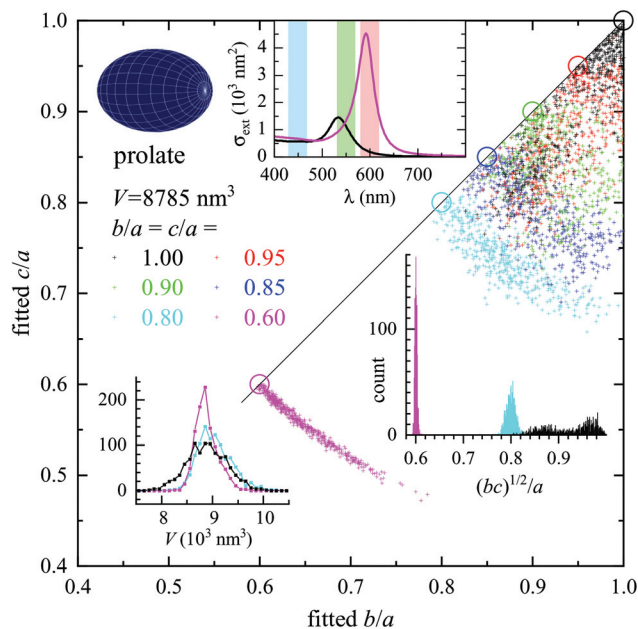 1.0
0.9
0.8
0.7
0.6
0.5
0.4
fitted c/a
0.4 0.5 0.6 0.7 0.8 0.9 1.0
fitted b/a
prolate
V=8785 nm³
b/a = c/a =
1.00 0.95
0.90 0.85
0.80 0.60
4
3
2
1
0
σext (10³ nm²)
400 500 600 700
λ (nm)
200
100
0
8 9 10
V (10³ nm³)
100
0
count
0.6 0.7 0.8 0.9
(bc)^1/2/a